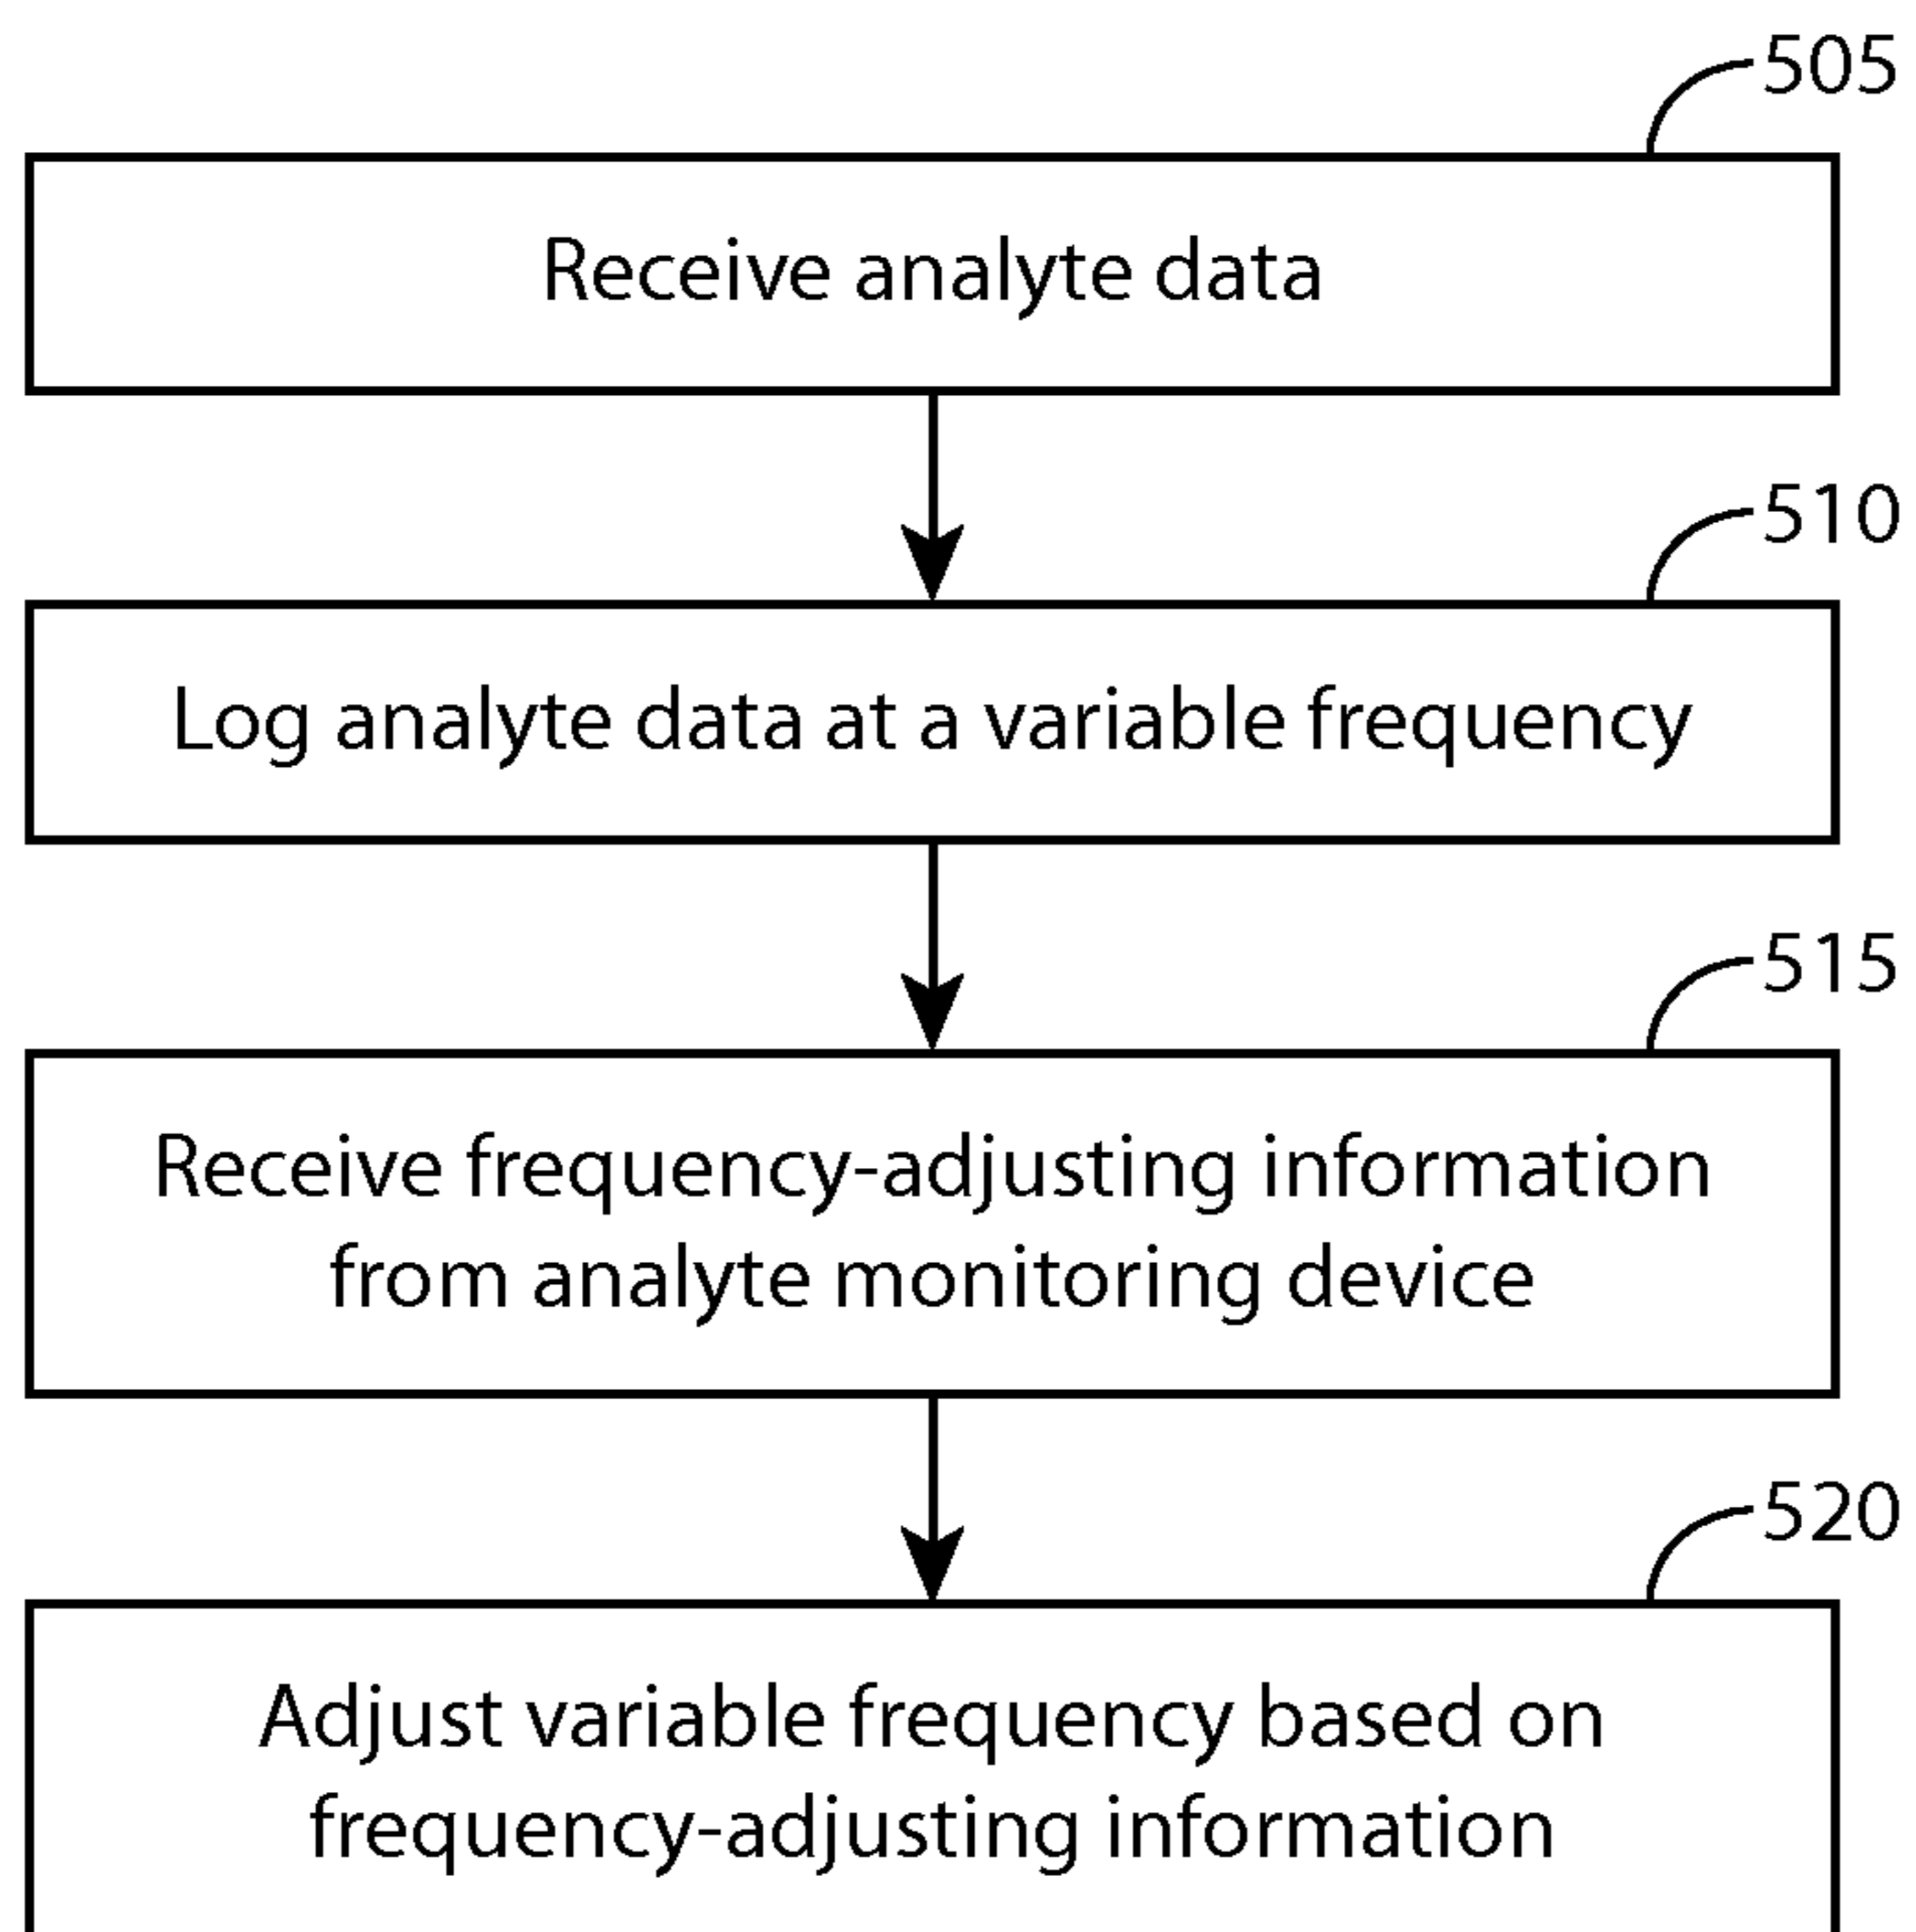 505
Receive analyte data
510
Log analyte data at a variable frequency
515
Receive frequency-adjusting information
from analyte monitoring device
520
Adjust variable frequency based on
frequency-adjusting information